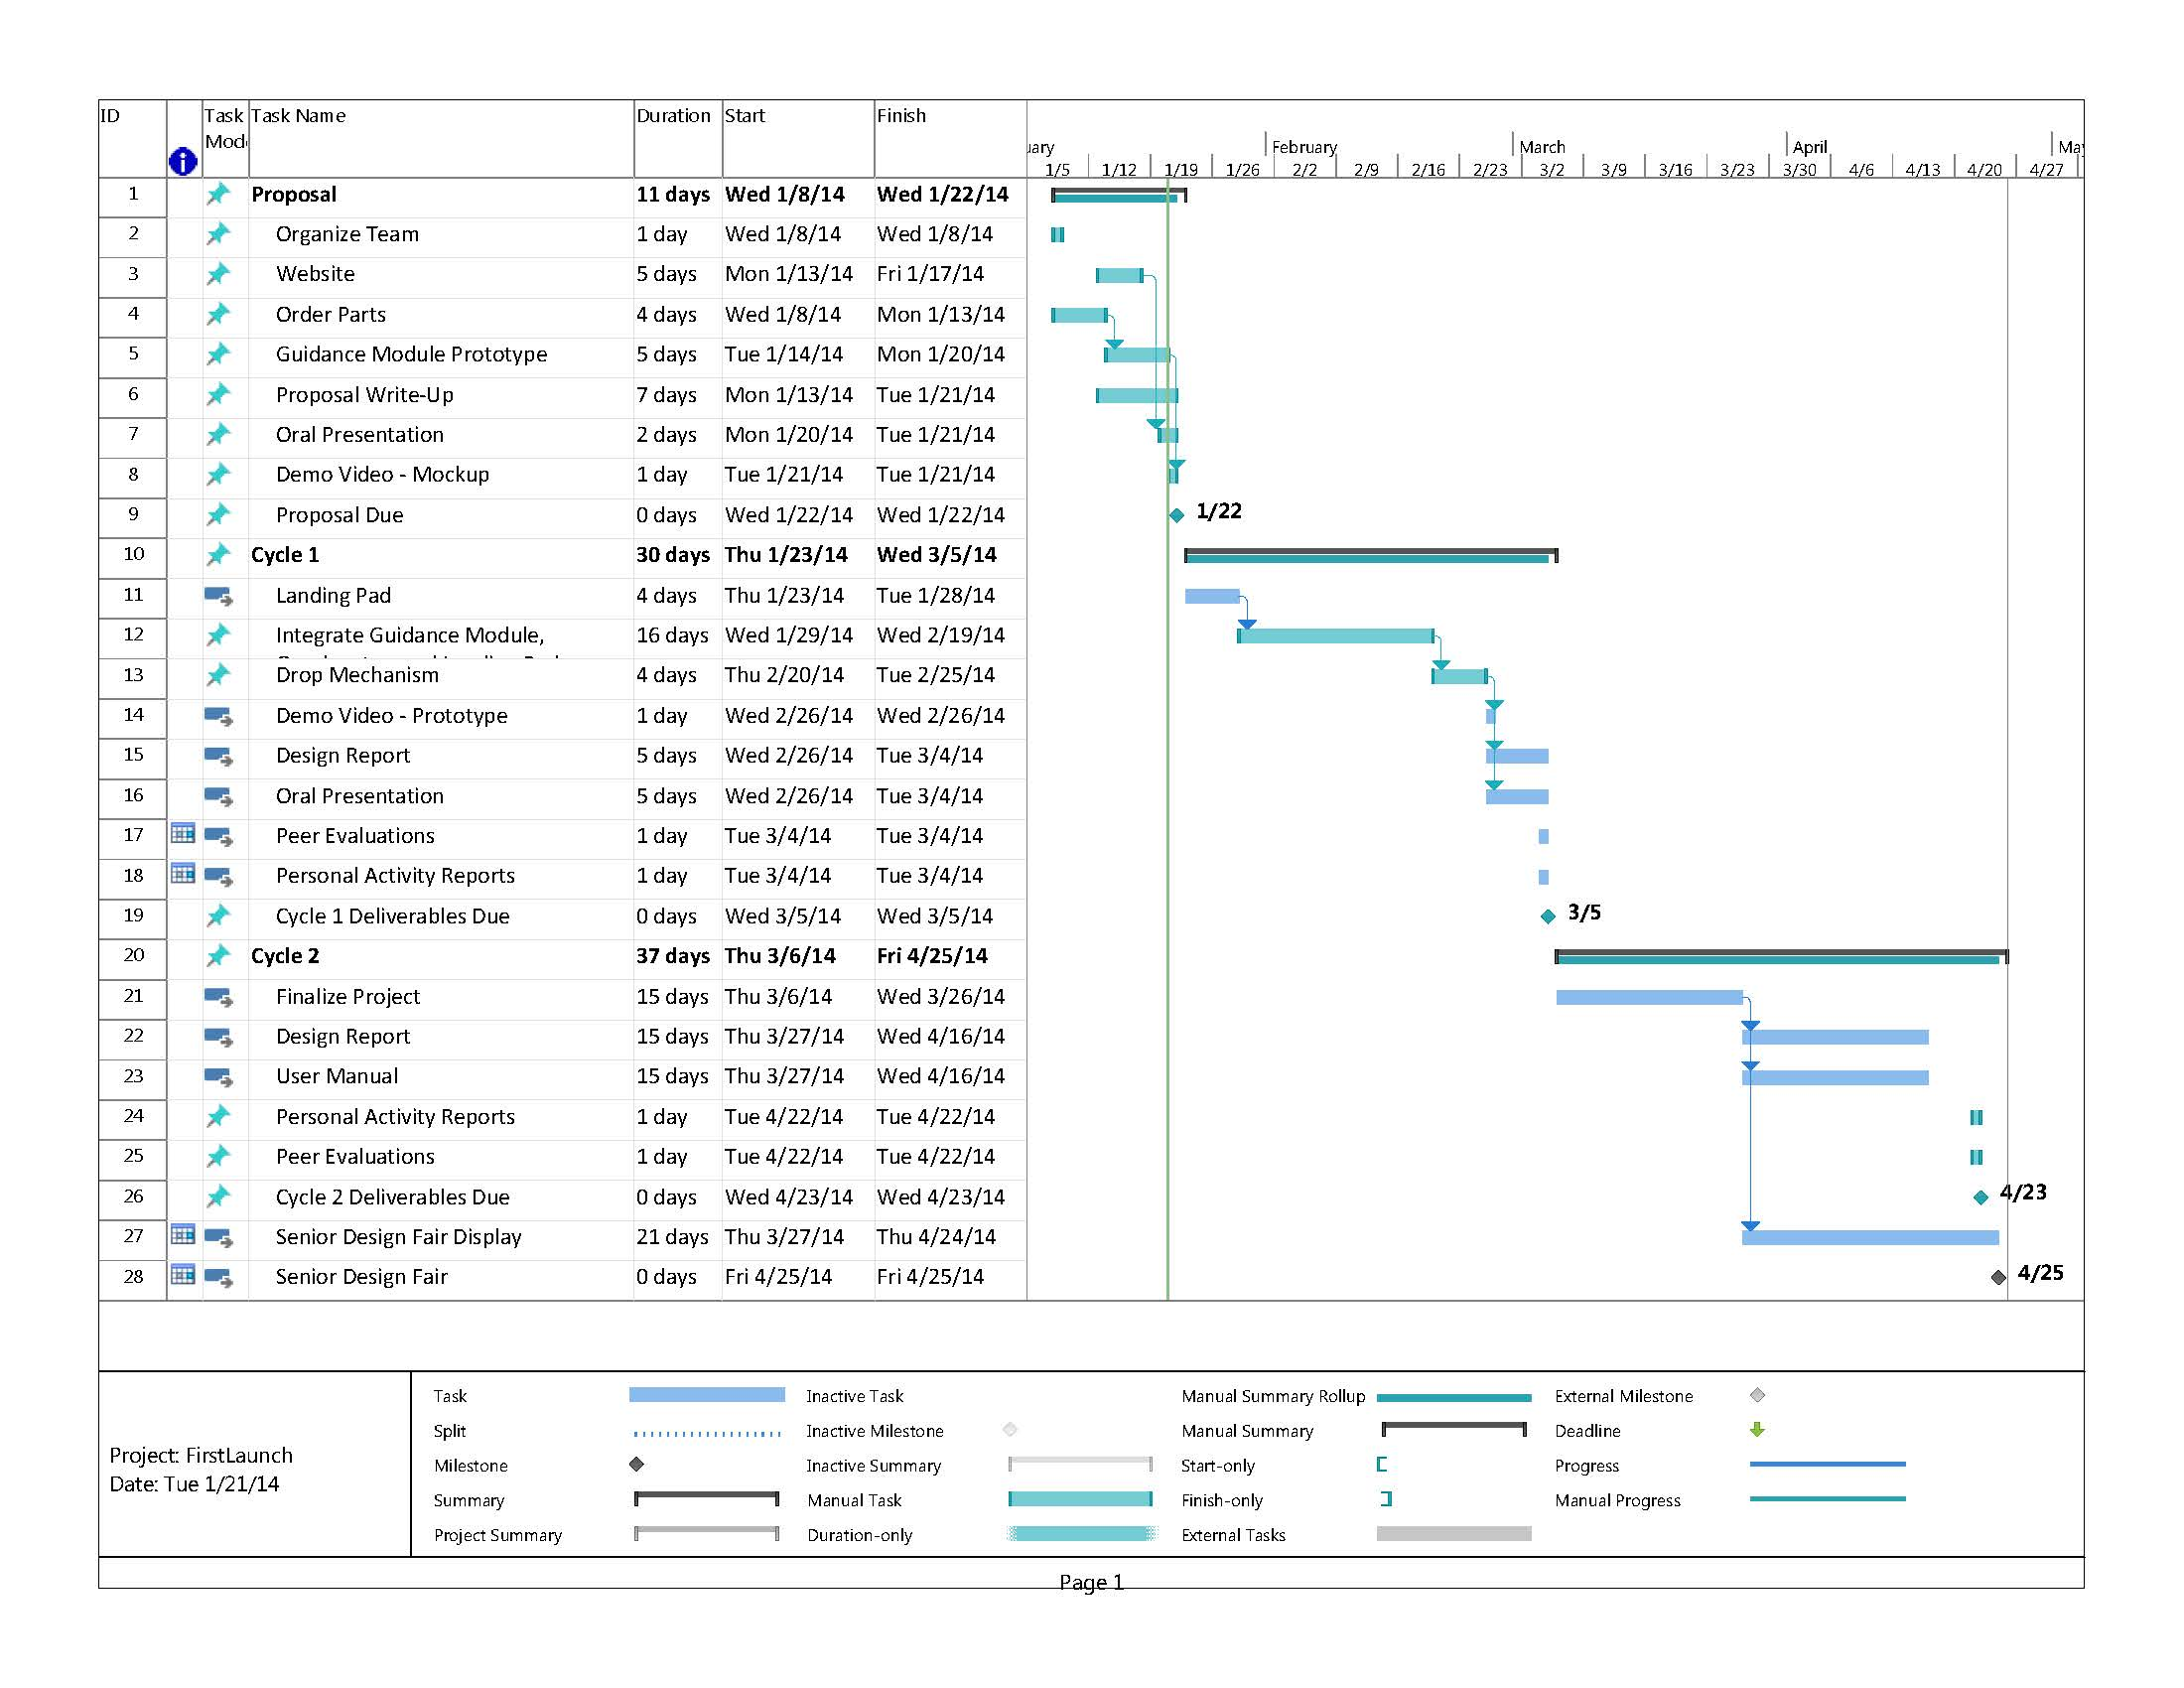 ID Task Mode Task Name Duration Start Finish
uary February March April May
1/5 1/12 1/19 1/26 2/2 2/9 2/16 2/23 3/2 3/9 3/16 3/23 3/30 4/6 4/13 4/20 4/27
1 Proposal 11 days Wed 1/8/14 Wed 1/22/14
2 Organize Team 1 day Wed 1/8/14 Wed 1/8/14
3 Website 5 days Mon 1/13/14 Fri 1/17/14
4 Order Parts 4 days Wed 1/8/14 Mon 1/13/14
5 Guidance Module Prototype 5 days Tue 1/14/14 Mon 1/20/14
6 Proposal Write-Up 7 days Mon 1/13/14 Tue 1/21/14
7 Oral Presentation 2 days Mon 1/20/14 Tue 1/21/14
8 Demo Video - Mockup 1 day Tue 1/21/14 Tue 1/21/14
9 Proposal Due 0 days Wed 1/22/14 Wed 1/22/14 1/22
10 Cycle 1 30 days Thu 1/23/14 Wed 3/5/14
11 Landing Pad 4 days Thu 1/23/14 Tue 1/28/14
12 Integrate Guidance Module, 16 days Wed 1/29/14 Wed 2/19/14
13 Drop Mechanism 4 days Thu 2/20/14 Tue 2/25/14
14 Demo Video - Prototype 1 day Wed 2/26/14 Wed 2/26/14
15 Design Report 5 days Wed 2/26/14 Tue 3/4/14
16 Oral Presentation 5 days Wed 2/26/14 Tue 3/4/14
17 Peer Evaluations 1 day Tue 3/4/14 Tue 3/4/14
18 Personal Activity Reports 1 day Tue 3/4/14 Tue 3/4/14
19 Cycle 1 Deliverables Due 0 days Wed 3/5/14 Wed 3/5/14 3/5
20 Cycle 2 37 days Thu 3/6/14 Fri 4/25/14
21 Finalize Project 15 days Thu 3/6/14 Wed 3/26/14
22 Design Report 15 days Thu 3/27/14 Wed 4/16/14
23 User Manual 15 days Thu 3/27/14 Wed 4/16/14
24 Personal Activity Reports 1 day Tue 4/22/14 Tue 4/22/14
25 Peer Evaluations 1 day Tue 4/22/14 Tue 4/22/14
26 Cycle 2 Deliverables Due 0 days Wed 4/23/14 Wed 4/23/14 4/23
27 Senior Design Fair Display 21 days Thu 3/27/14 Thu 4/24/14
28 Senior Design Fair 0 days Fri 4/25/14 Fri 4/25/14 4/25
Project: FirstLaunch
Date: Tue 1/21/14
Task Inactive Task Manual Summary Rollup External Milestone
Split Inactive Milestone Manual Summary Deadline
Milestone Inactive Summary Start-only Progress
Summary Manual Task Finish-only Manual Progress
Project Summary Duration-only External Tasks
Page 1